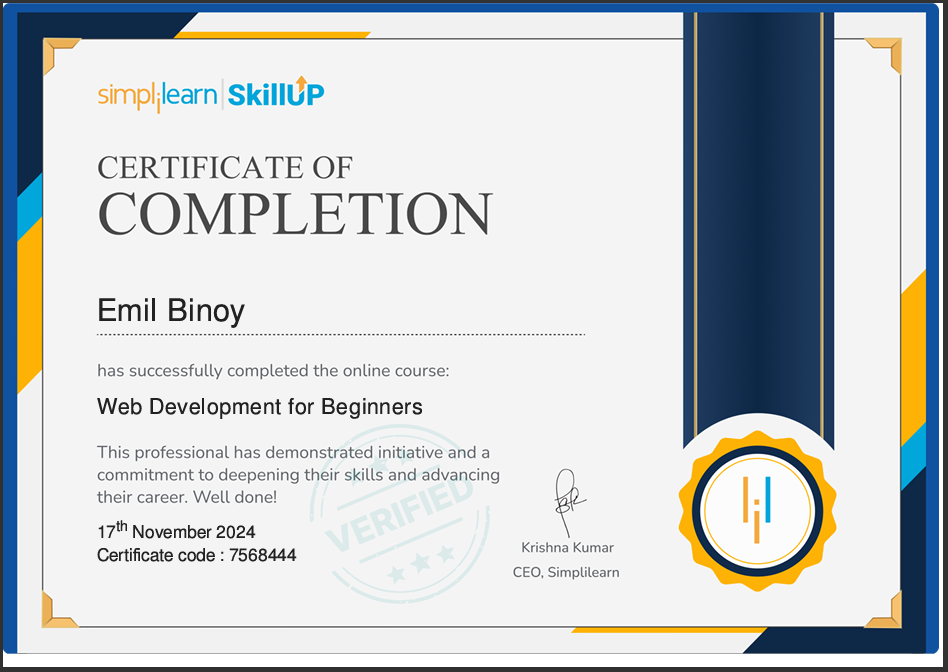 simplilearn | SkillUP
CERTIFICATE OF
COMPLETION
Emil Binoy
has successfully completed the online course:
Web Development for Beginners
This professional has demonstrated initiative and a
commitment to deepening their skills and advancing
their career. Well done!
VERIFIED
17th November 2024
Certificate code : 7568444
Krishna Kumar
CEO, Simplilearn